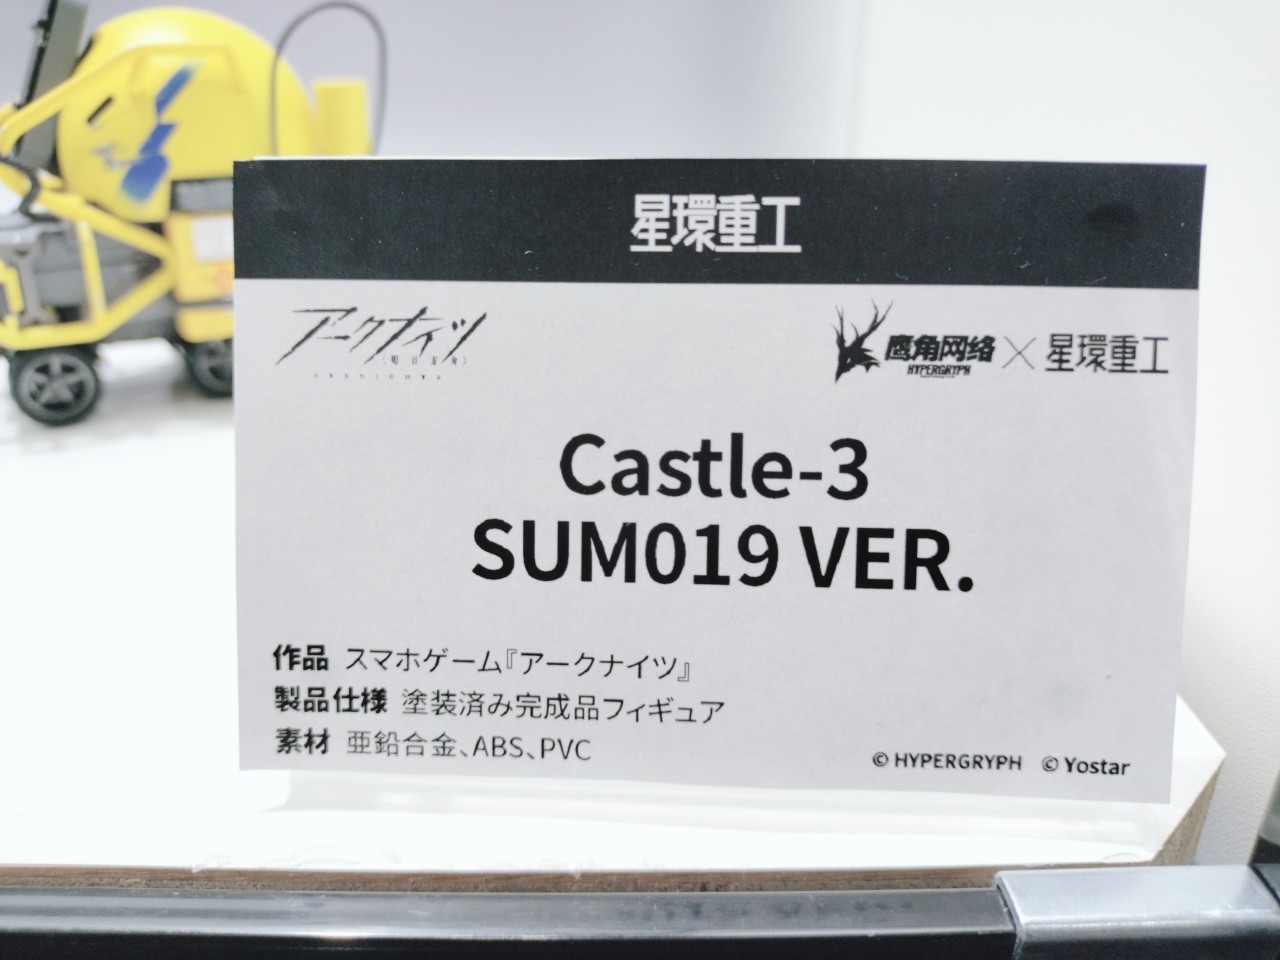 星環重工
アークナイツ
鷹角网络 × 星環重工
HYPERGRYPH
Castle-3
SUM019 VER.
作品 スマホゲーム『アークナイツ』
製品仕様 塗装済み完成品フィギュア
素材 亜鉛合金、ABS、PVC
© HYPERGRYPH © Yostar